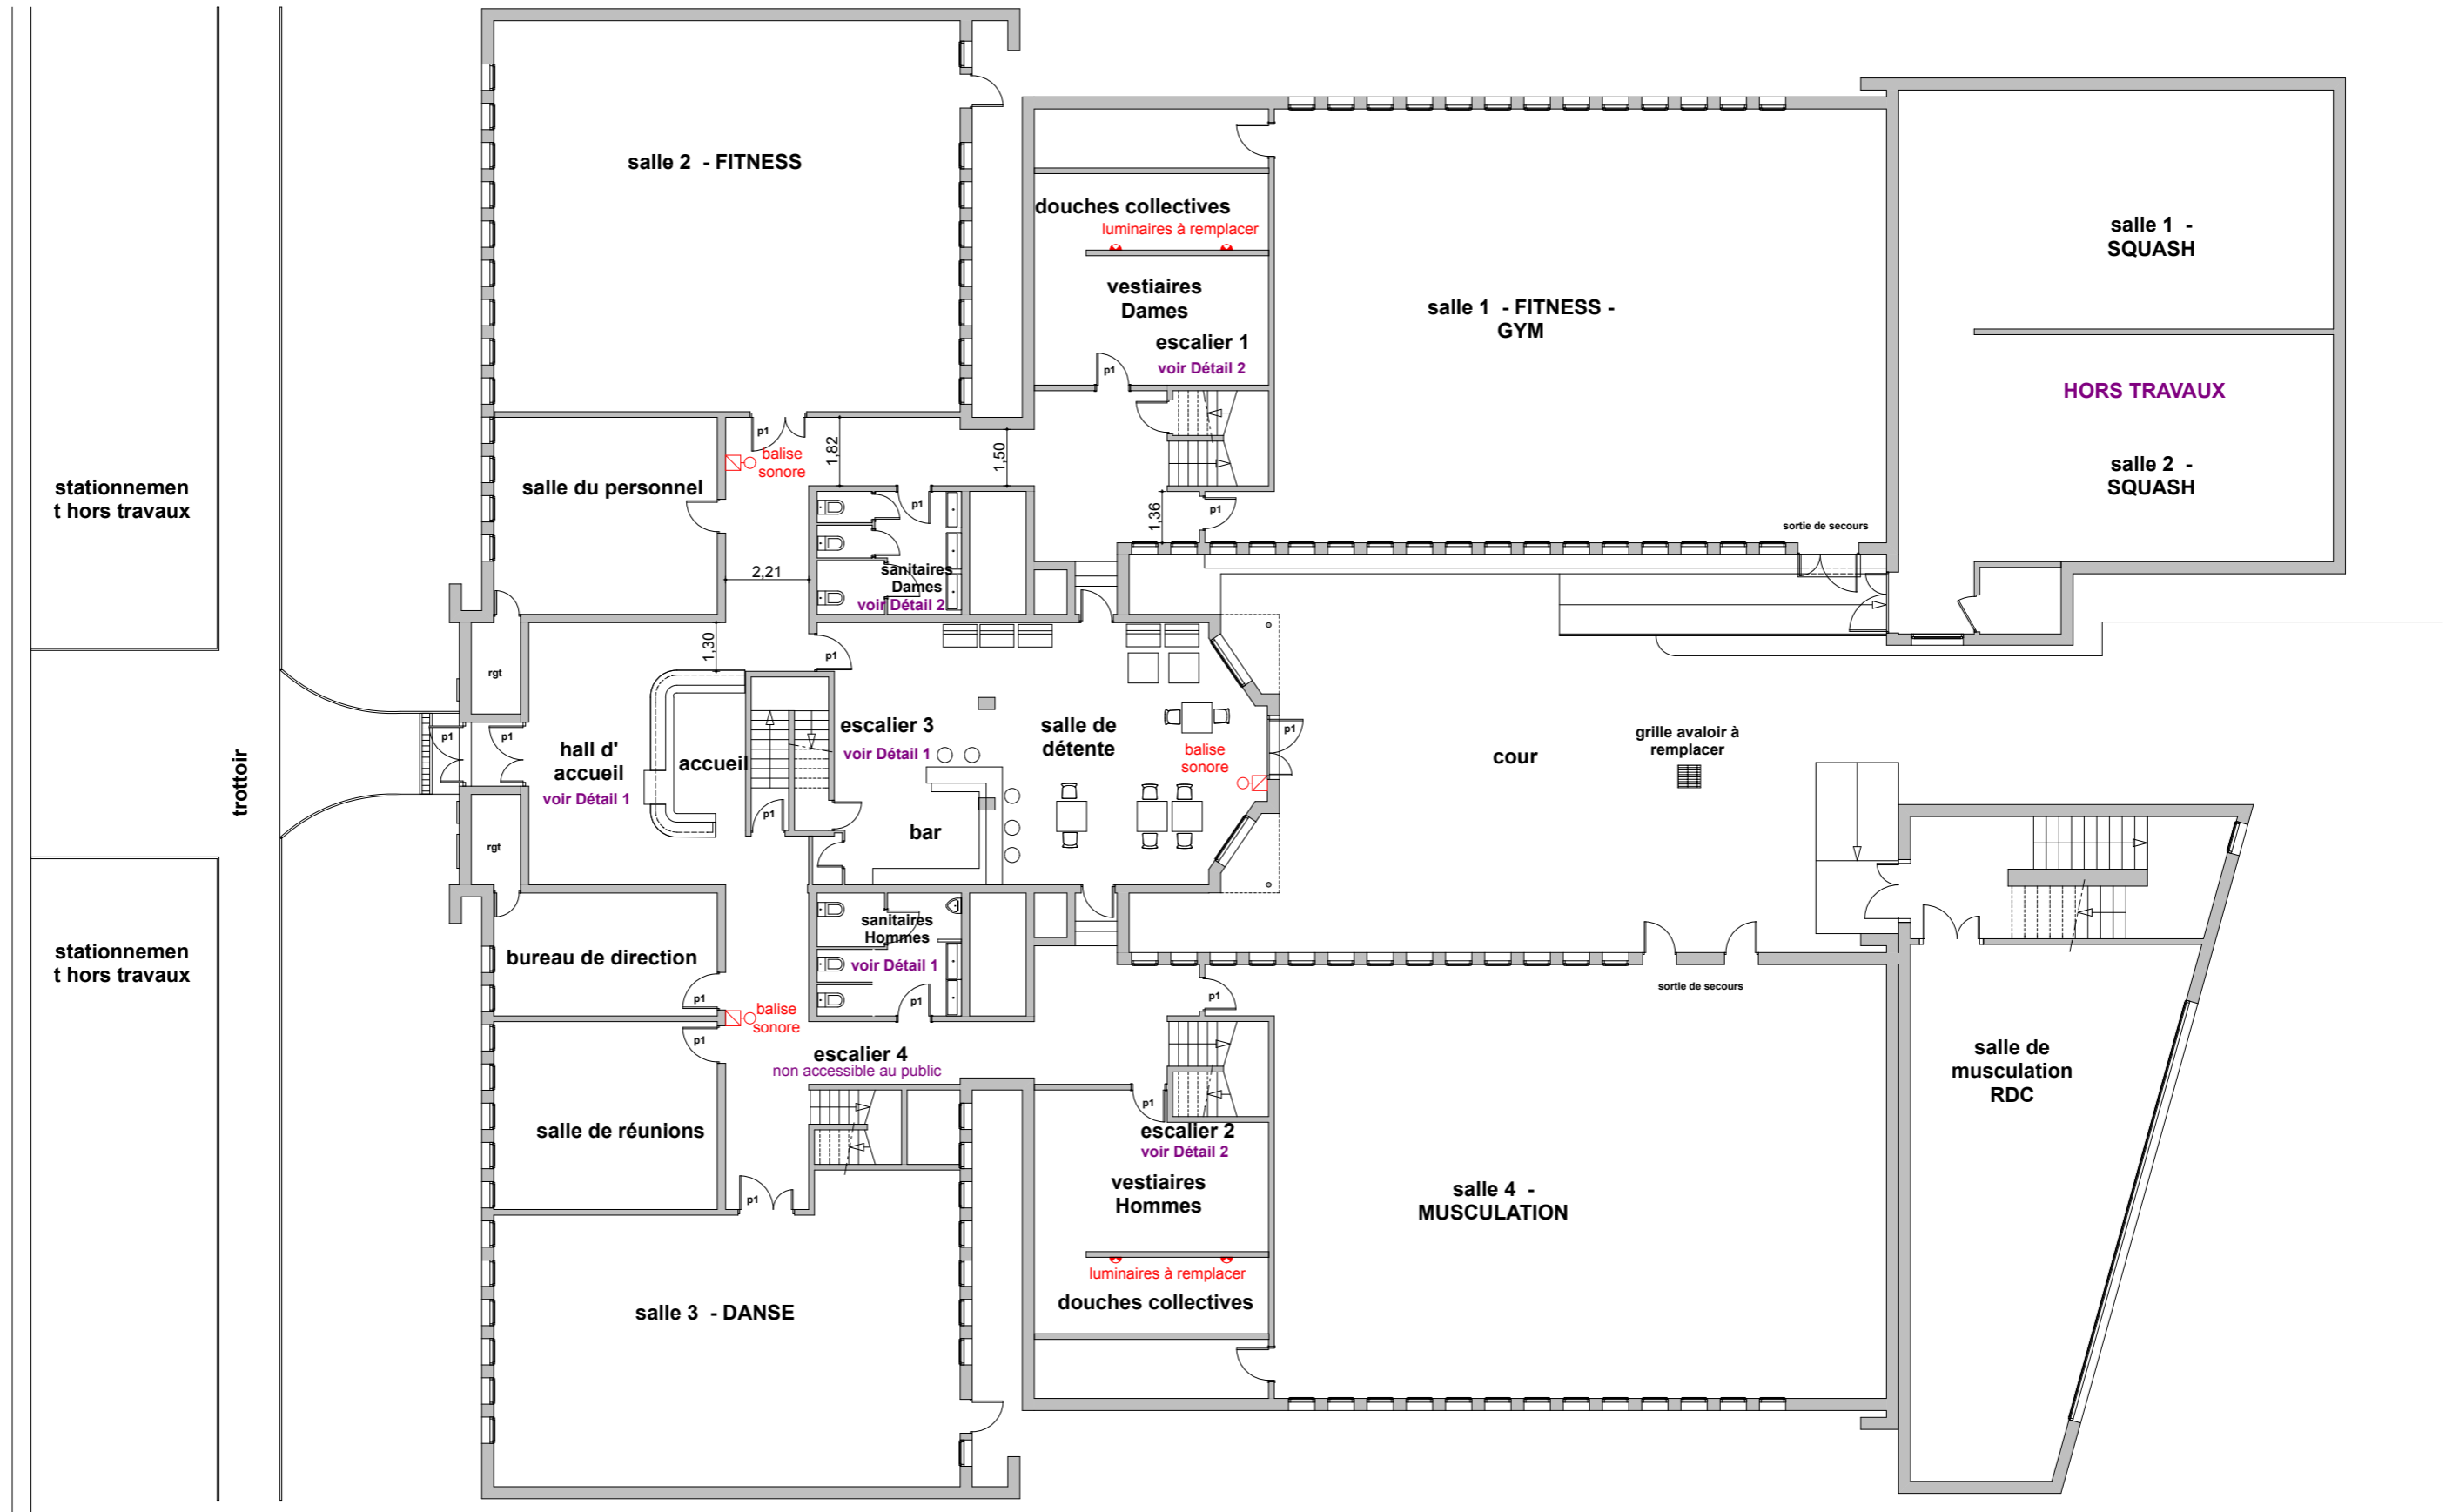 salle 2 - FITNESS
douches collectives
luminaires à remplacer
vestiaires
Dames
escalier 1
voir Détail 2
p1
salle 1 - FITNESS -
GYM
salle 1 -
SQUASH
HORS TRAVAUX
salle 2 -
SQUASH
sortie de secours
stationnemen
t hors travaux
salle du personnel
p1
balise
sonore
1,82
1,50
1,36
p1
p1
sanitaires
Dames
voir Détail 2
2,21
1,30
p1
rgt
trottoir
p1
p1
hall d'
accueil
voir Détail 1
accueil
p1
escalier 3
voir Détail 1
bar
salle de
détente
balise
sonore
p1
cour
grille avaloir à
remplacer
rgt
stationnemen
t hors travaux
bureau de direction
p1
sanitaires
Hommes
voir Détail 1
p1
p1
sortie de secours
balise
sonore
p1
escalier 4
non accessible au public
salle de réunions
p1
p1
escalier 2
voir Détail 2
vestiaires
Hommes
luminaires à remplacer
douches collectives
salle 3 - DANSE
salle 4 -
MUSCULATION
salle de
musculation
RDC